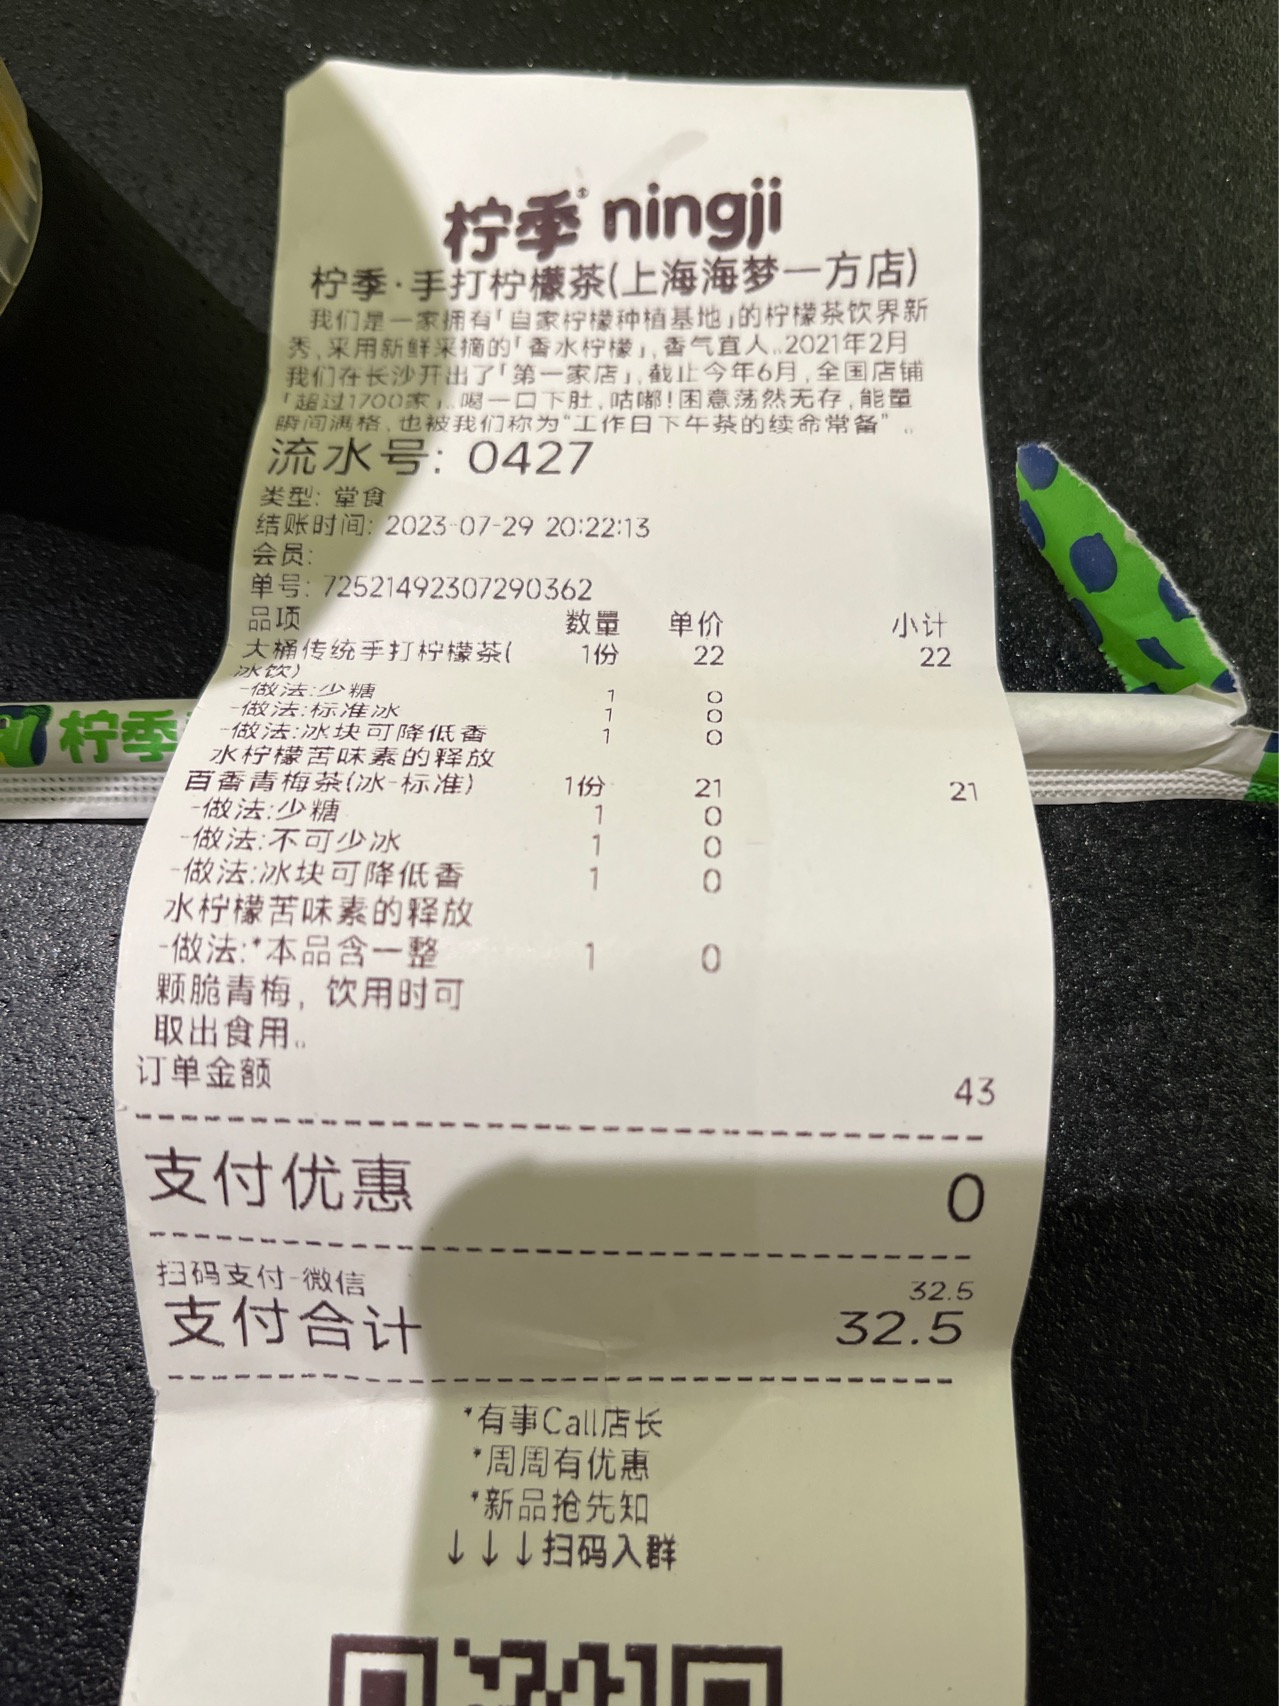 柠季® ningji
柠季·手打柠檬茶(上海海梦一方店)
我们是一家拥有「自家柠檬种植基地」的柠檬茶饮界新
秀,采用新鲜采摘的「香水柠檬」,香气宜人。2021年2月
我们在长沙开出了「第一家店」,截止今年6月,全国店铺
「超过1700家」。喝一口下肚,咕嘟!困意荡然无存,能量
瞬间满格,也被我们称为“工作日下午茶的续命常备”。
流水号: 0427
类型: 堂食
结账时间: 2023-07-29 20:22:13
会员:
单号: 72521492307290362
品项 数量 单价 小计
大桶传统手打柠檬茶( 1份 22 22
冰饮)
-做法:少糖 1 0
-做法:标准冰 1 0
-做法:冰块可降低香 1 0
水柠檬苦味素的释放
百香青梅茶(冰-标准) 1份 21 21
-做法:少糖 1 0
-做法:不可少冰 1 0
-做法:冰块可降低香 1 0
水柠檬苦味素的释放
-做法:*本品含一整 1 0
颗脆青梅, 饮用时可
取出食用。
订单金额 43
支付优惠 0
扫码支付-微信 32.5
支付合计 32.5
*有事Call店长
*周周有优惠
*新品抢先知
↓↓↓扫码入群
柠季